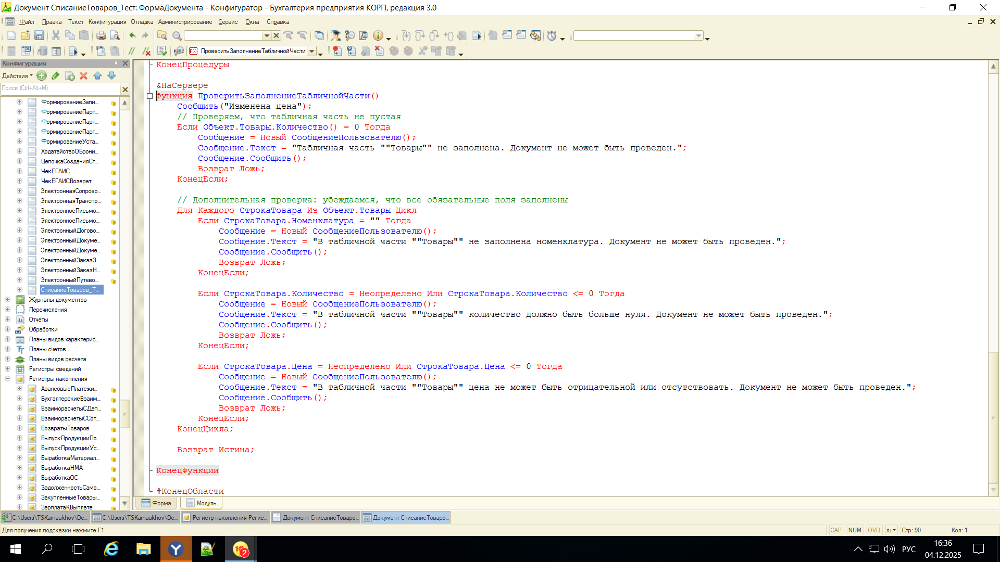 Документ СписаниеТоваров_Тест: ФормаДокумента - Конфигуратор - Бухгалтерия предприятия КОРП, редакция 3.0
Файл Правка Текст Конфигурация Отладка Администрирование Сервис Окна Справка
ПроверитьЗаполнениеТабличнойЧасти
Конфигурация
Действия
Поиск (Ctrl+Alt+M)
ФормированиеЗапи...
ФормированиеПарт...
ФормированиеПарт...
ФормированиеПарт...
ФормированиеУста...
ХодатайствоОБрони...
ЦепочкаСозданияСт...
ЧекЕГАИС
ЧекЕГАИСВозврат
ЭлектроннаяСопрово...
ЭлектроннаяТранспо...
ЭлектронноеПисьмо...
ЭлектронноеПисьмо...
ЭлектронныйДогово...
ЭлектронныйДокуме...
ЭлектронныйДокуме...
ЭлектронныйЗаказЗ...
ЭлектронныйЗаказН...
ЭлектронныйПутево...
СписаниеТоваров_Т...
Журналы документов
Перечисления
Отчеты
Обработки
Планы видов характерис...
Планы счетов
Планы видов расчета
Регистры сведений
Регистры накопления
АвансовыеПлатежи...
БухгалтерскиеВзаим...
ВзаиморасчетыСДеп...
ВзаиморасчетыССот...
ВозвратыТоваров
ВыпускПродукцииПо...
ВыпускПродукцииУс...
ВыработкаМатериал...
ВыработкаНМА
ВыработкаОС
ЗадолженностьСамо...
ЗакупленныеТовары...
ЗарплатаКВыплате
КонецПроцедуры
&НаСервере
Функция ПроверитьЗаполнениеТабличнойЧасти()
Сообщить("Изменена цена");
// Проверяем, что табличная часть не пустая
Если Объект.Товары.Количество() = 0 Тогда
Сообщение = Новый СообщениеПользователю();
Сообщение.Текст = "Табличная часть ""Товары"" не заполнена. Документ не может быть проведен.";
Сообщение.Сообщить();
Возврат Ложь;
КонецЕсли;
// Дополнительная проверка: убеждаемся, что все обязательные поля заполнены
Для Каждого СтрокаТовара Из Объект.Товары Цикл
Если СтрокаТовара.Номенклатура = "" Тогда
Сообщение = Новый СообщениеПользователю();
Сообщение.Текст = "В табличной части ""Товары"" не заполнена номенклатура. Документ не может быть проведен.";
Сообщение.Сообщить();
Возврат Ложь;
КонецЕсли;
Если СтрокаТовара.Количество = Неопределено Или СтрокаТовара.Количество <= 0 Тогда
Сообщение = Новый СообщениеПользователю();
Сообщение.Текст = "В табличной части ""Товары"" количество должно быть больше нуля. Документ не может быть проведен.";
Сообщение.Сообщить();
Возврат Ложь;
КонецЕсли;
Если СтрокаТовара.Цена = Неопределено Или СтрокаТовара.Цена <= 0 Тогда
Сообщение = Новый СообщениеПользователю();
Сообщение.Текст = "В табличной части ""Товары"" цена не может быть отрицательной или отсутствовать. Документ не может быть проведен.";
Сообщение.Сообщить();
Возврат Ложь;
КонецЕсли;
КонецЦикла;
Возврат Истина;
КонецФункции
#КонецОбласти
Форма Модуль
C:\Users\TSKarnaukhov\De... C:\Users\TSKarnaukhov\De... Регистр накопления Регис... Документ СписаниеТоваро... Документ СписаниеТоваро...
Для получения подсказки нажмите F1
CAP NUM OVR ru Стр: 90 Кол: 1
2
РУС
16:36
04.12.2025